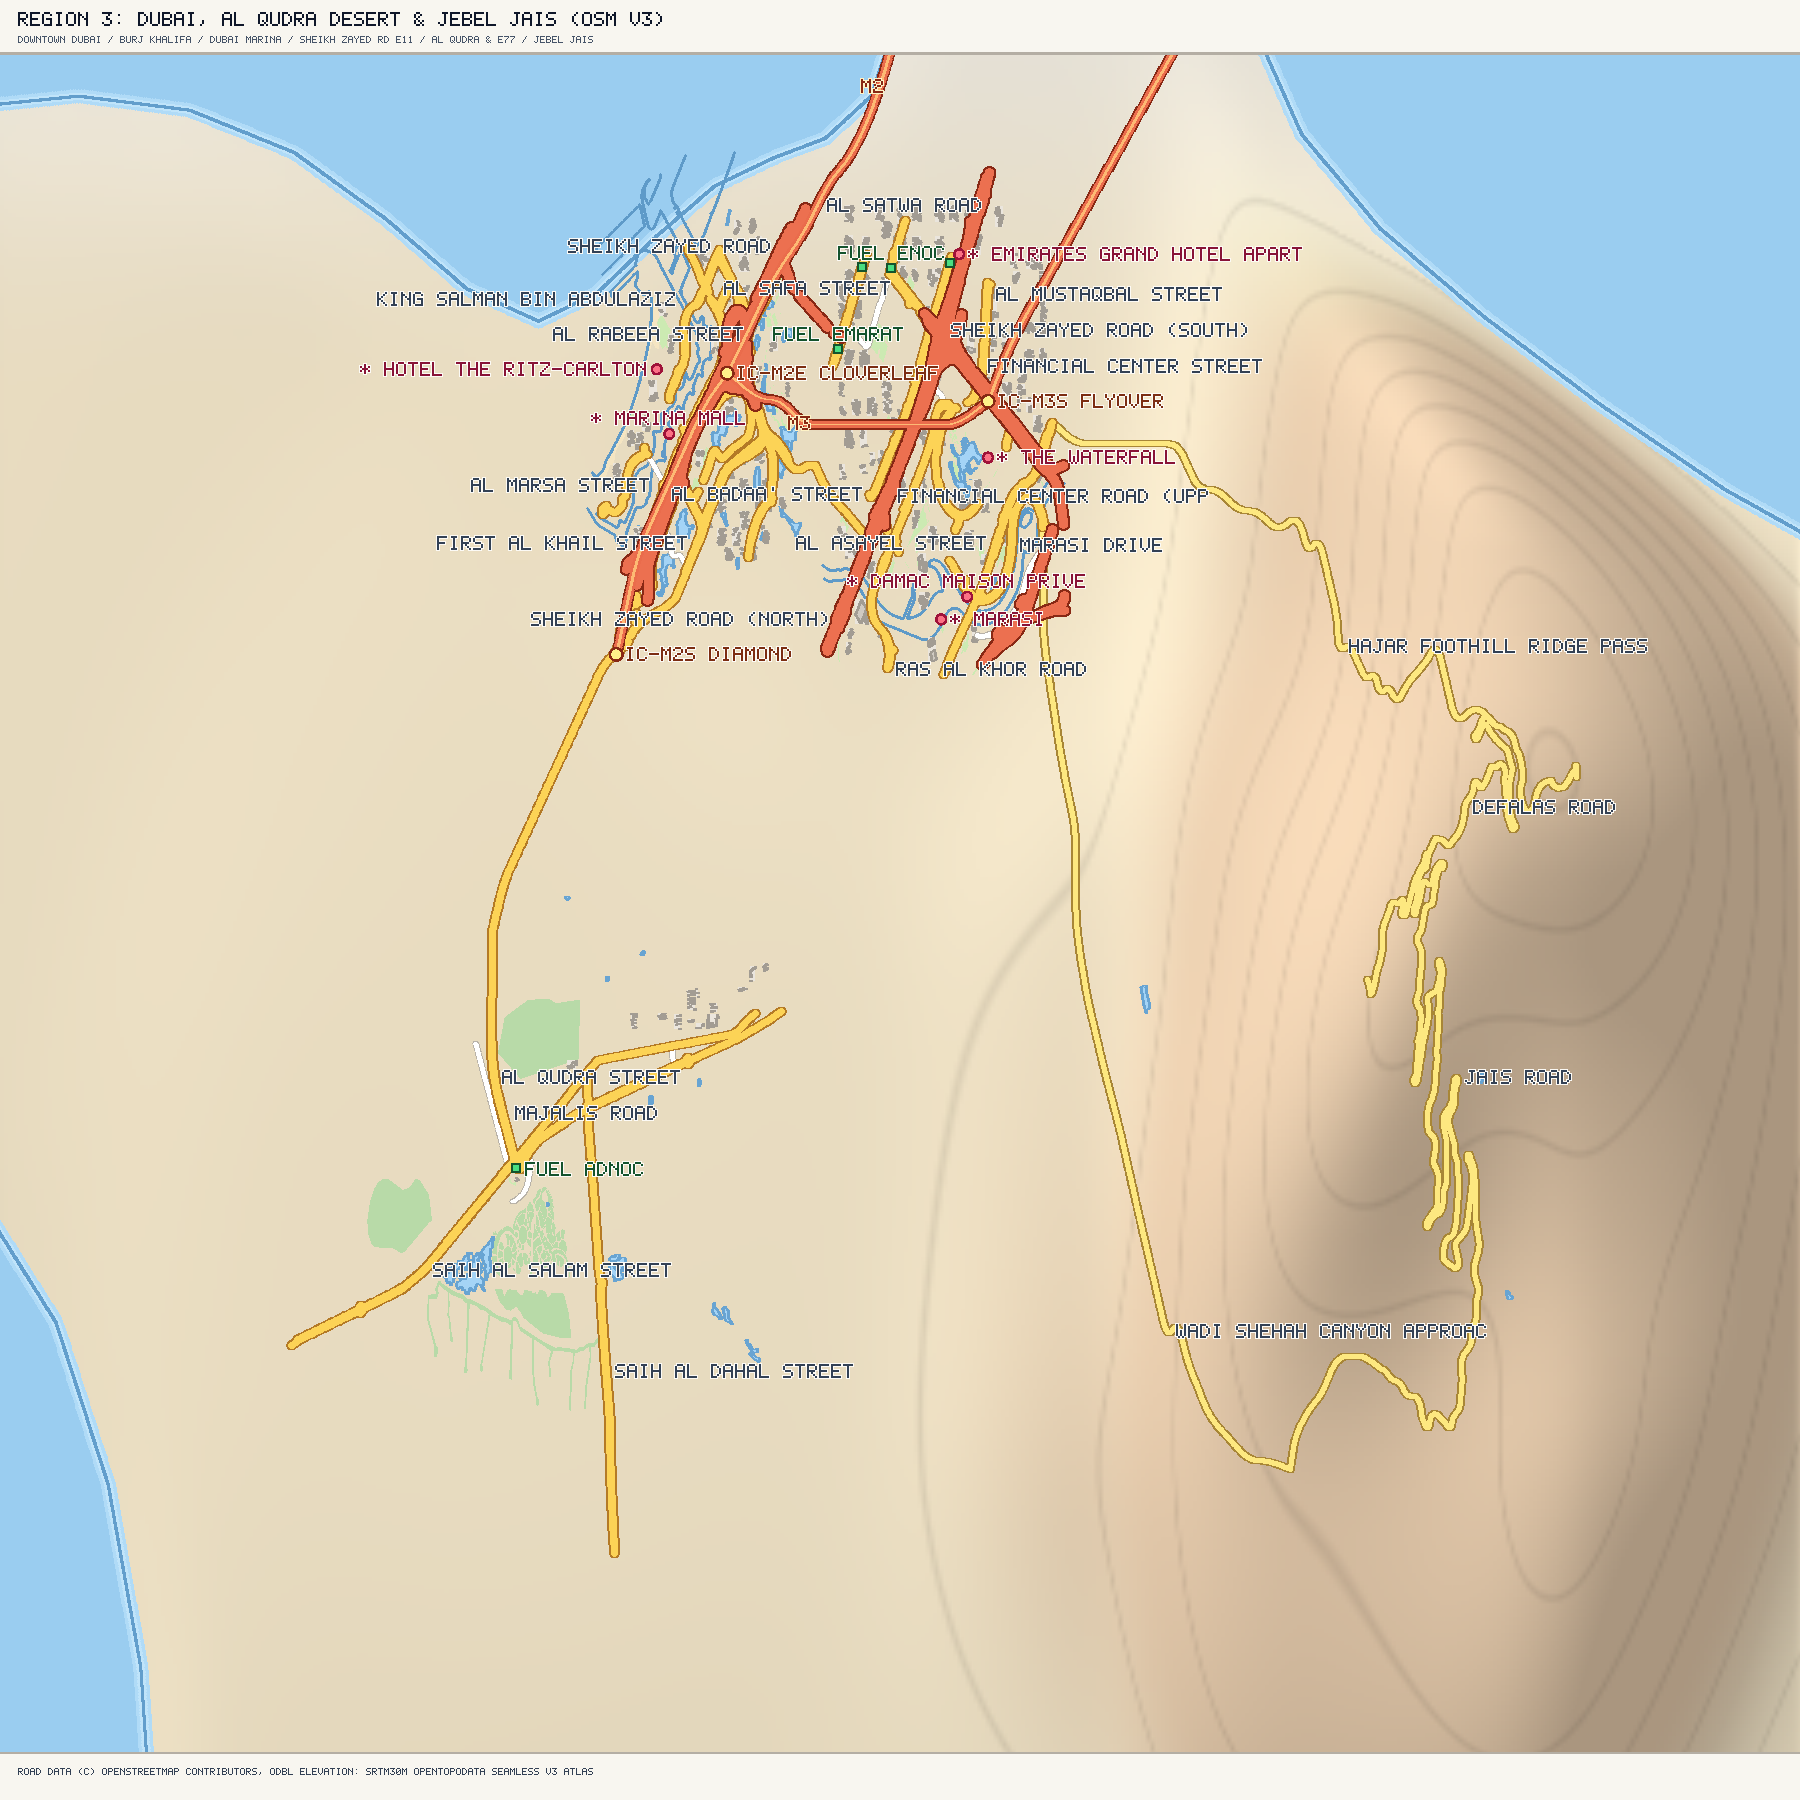 REGION 3: DUBAI, AL QUDRA DESERT & JEBEL JAIS (OSM V3)
DOWNTOWN DUBAI / BURJ KHALIFA / DUBAI MARINA / SHEIKH ZAYED RD E11 / AL QUDRA & E77 / JEBEL JAIS
M2
AL SATWA ROAD
SHEIKH ZAYED ROAD
FUEL ENOC
* EMIRATES GRAND HOTEL APART
AL SAFA STREET
AL MUSTAQBAL STREET
KING SALMAN BIN ABDULAZIZ
AL RABEEA STREET
FUEL EMARAT
SHEIKH ZAYED ROAD (SOUTH)
* HOTEL THE RITZ-CARLTON
IC-M2E CLOVERLEAF
FINANCIAL CENTER STREET
IC-M3S FLYOVER
* MARINA MALL
M3
* THE WATERFALL
AL MARSA STREET
AL BADAA' STREET
FINANCIAL CENTER ROAD (UPP
FIRST AL KHAIL STREET
AL ASAYEL STREET
MARASI DRIVE
* DAMAC MAISON PRIVE
SHEIKH ZAYED ROAD (NORTH)
* MARASI
IC-M2S DIAMOND
RAS AL KHOR ROAD
HAJAR FOOTHILL RIDGE PASS
DEFALAS ROAD
AL QUDRA STREET
JAIS ROAD
MAJALIS ROAD
FUEL ADNOC
SAIH AL SALAM STREET
WADI SHEHAH CANYON APPROAC
SAIH AL DAHAL STREET
ROAD DATA (C) OPENSTREETMAP CONTRIBUTORS, ODBL ELEVATION: SRTM30M OPENTOPODATA SEAMLESS V3 ATLAS